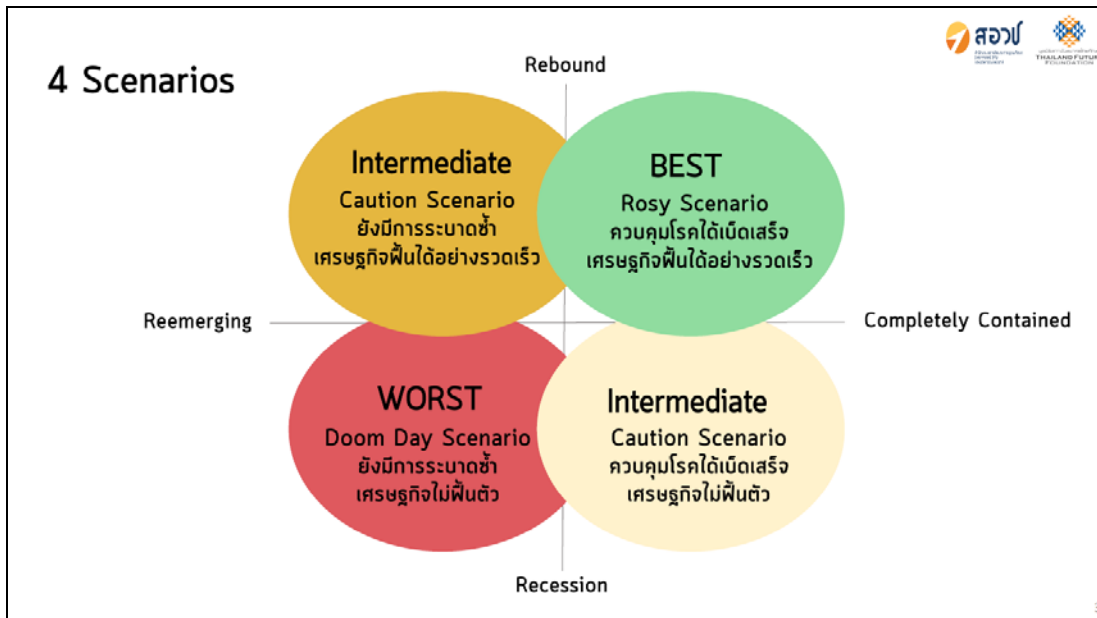 สอวช
THAILAND FUTURE
FOUNDATION
4 Scenarios
Rebound
Intermediate
Caution Scenario
ยังมีการระบาดซ้ำ
เศรษฐกิจฟื้นได้อย่างรวดเร็ว
BEST
Rosy Scenario
ควบคุมโรคได้เบ็ดเสร็จ
เศรษฐกิจฟื้นได้อย่างรวดเร็ว
Reemerging
Completely Contained
WORST
Doom Day Scenario
ยังมีการระบาดซ้ำ
เศรษฐกิจไม่ฟื้นตัว
Intermediate
Caution Scenario
ควบคุมโรคได้เบ็ดเสร็จ
เศรษฐกิจไม่ฟื้นตัว
Recession
3